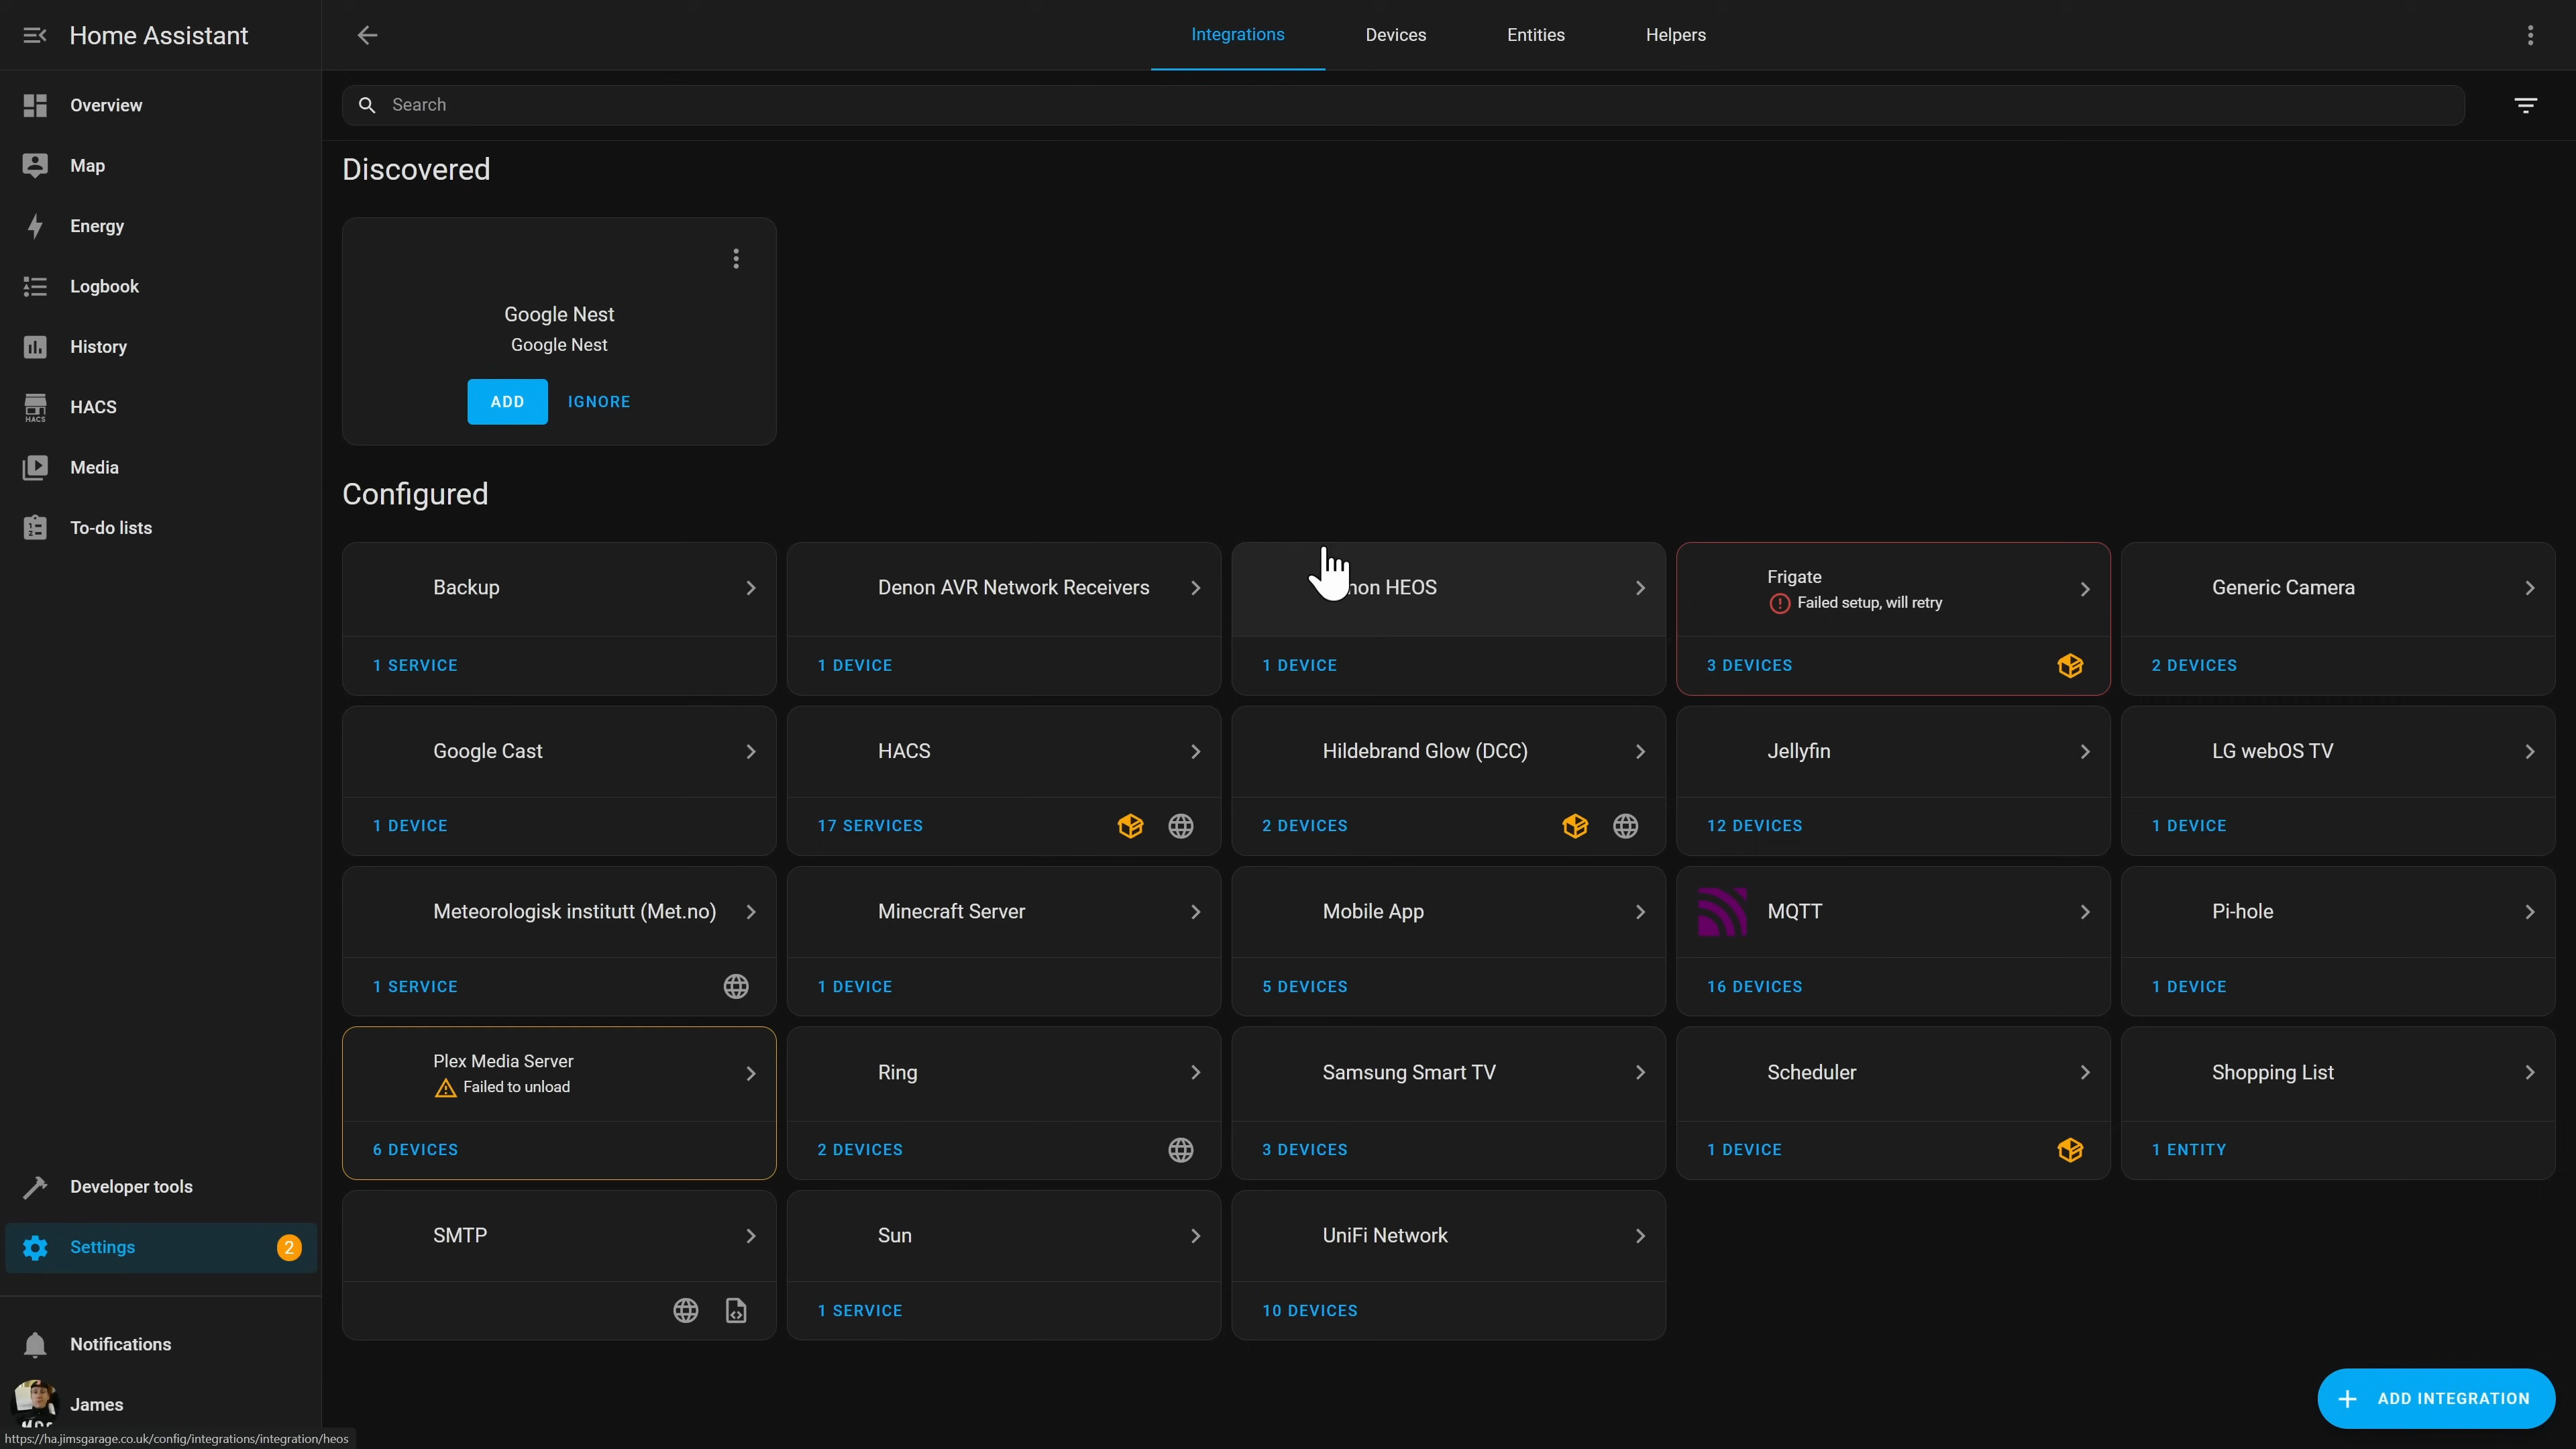 Home Assistant
Integrations
Devices
Entities
Helpers
Overview
Map
Energy
Logbook
History
HACS
HACS
Media
To-do lists
Developer tools
Settings
2
Notifications
James
https://ha.jimsgarage.co.uk/config/integrations/integration/heos
Search
Discovered
Google Nest
Google Nest
ADD
IGNORE
Configured
Backup
1 SERVICE
Denon AVR Network Receivers
1 DEVICE
non HEOS
1 DEVICE
Frigate
Failed setup, will retry
3 DEVICES
Generic Camera
2 DEVICES
Google Cast
1 DEVICE
HACS
17 SERVICES
Hildebrand Glow (DCC)
2 DEVICES
Jellyfin
12 DEVICES
LG webOS TV
1 DEVICE
Meteorologisk institutt (Met.no)
1 SERVICE
Minecraft Server
1 DEVICE
Mobile App
5 DEVICES
MQTT
16 DEVICES
Pi-hole
1 DEVICE
Plex Media Server
Failed to unload
6 DEVICES
Ring
2 DEVICES
Samsung Smart TV
3 DEVICES
Scheduler
1 DEVICE
Shopping List
1 ENTITY
SMTP
Sun
1 SERVICE
UniFi Network
10 DEVICES
ADD INTEGRATION